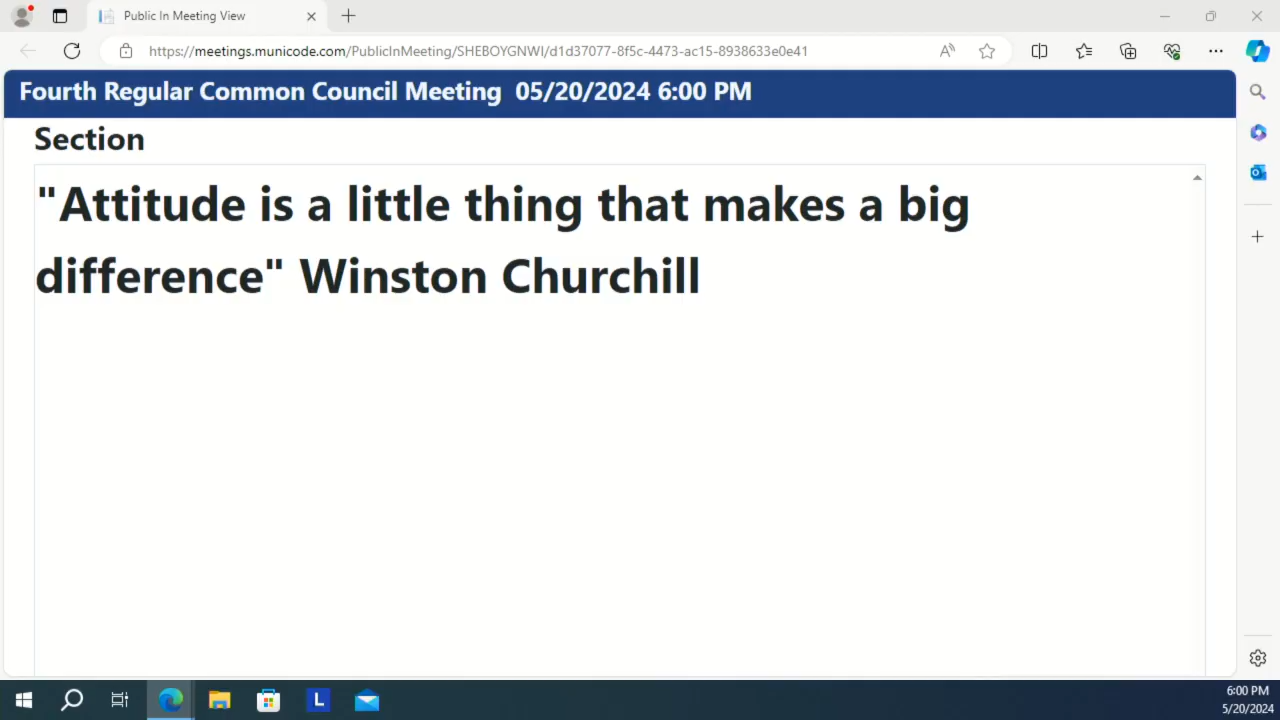 Public In Meeting View
https://meetings.municode.com/PublicInMeeting/SHEBOYGNWI/d1d37077-8f5c-4473-ac15-8938633e0e41
Fourth Regular Common Council Meeting 05/20/2024 6:00 PM
Section
"Attitude is a little thing that makes a big
difference" Winston Churchill
L
6:00 PM
5/20/2024